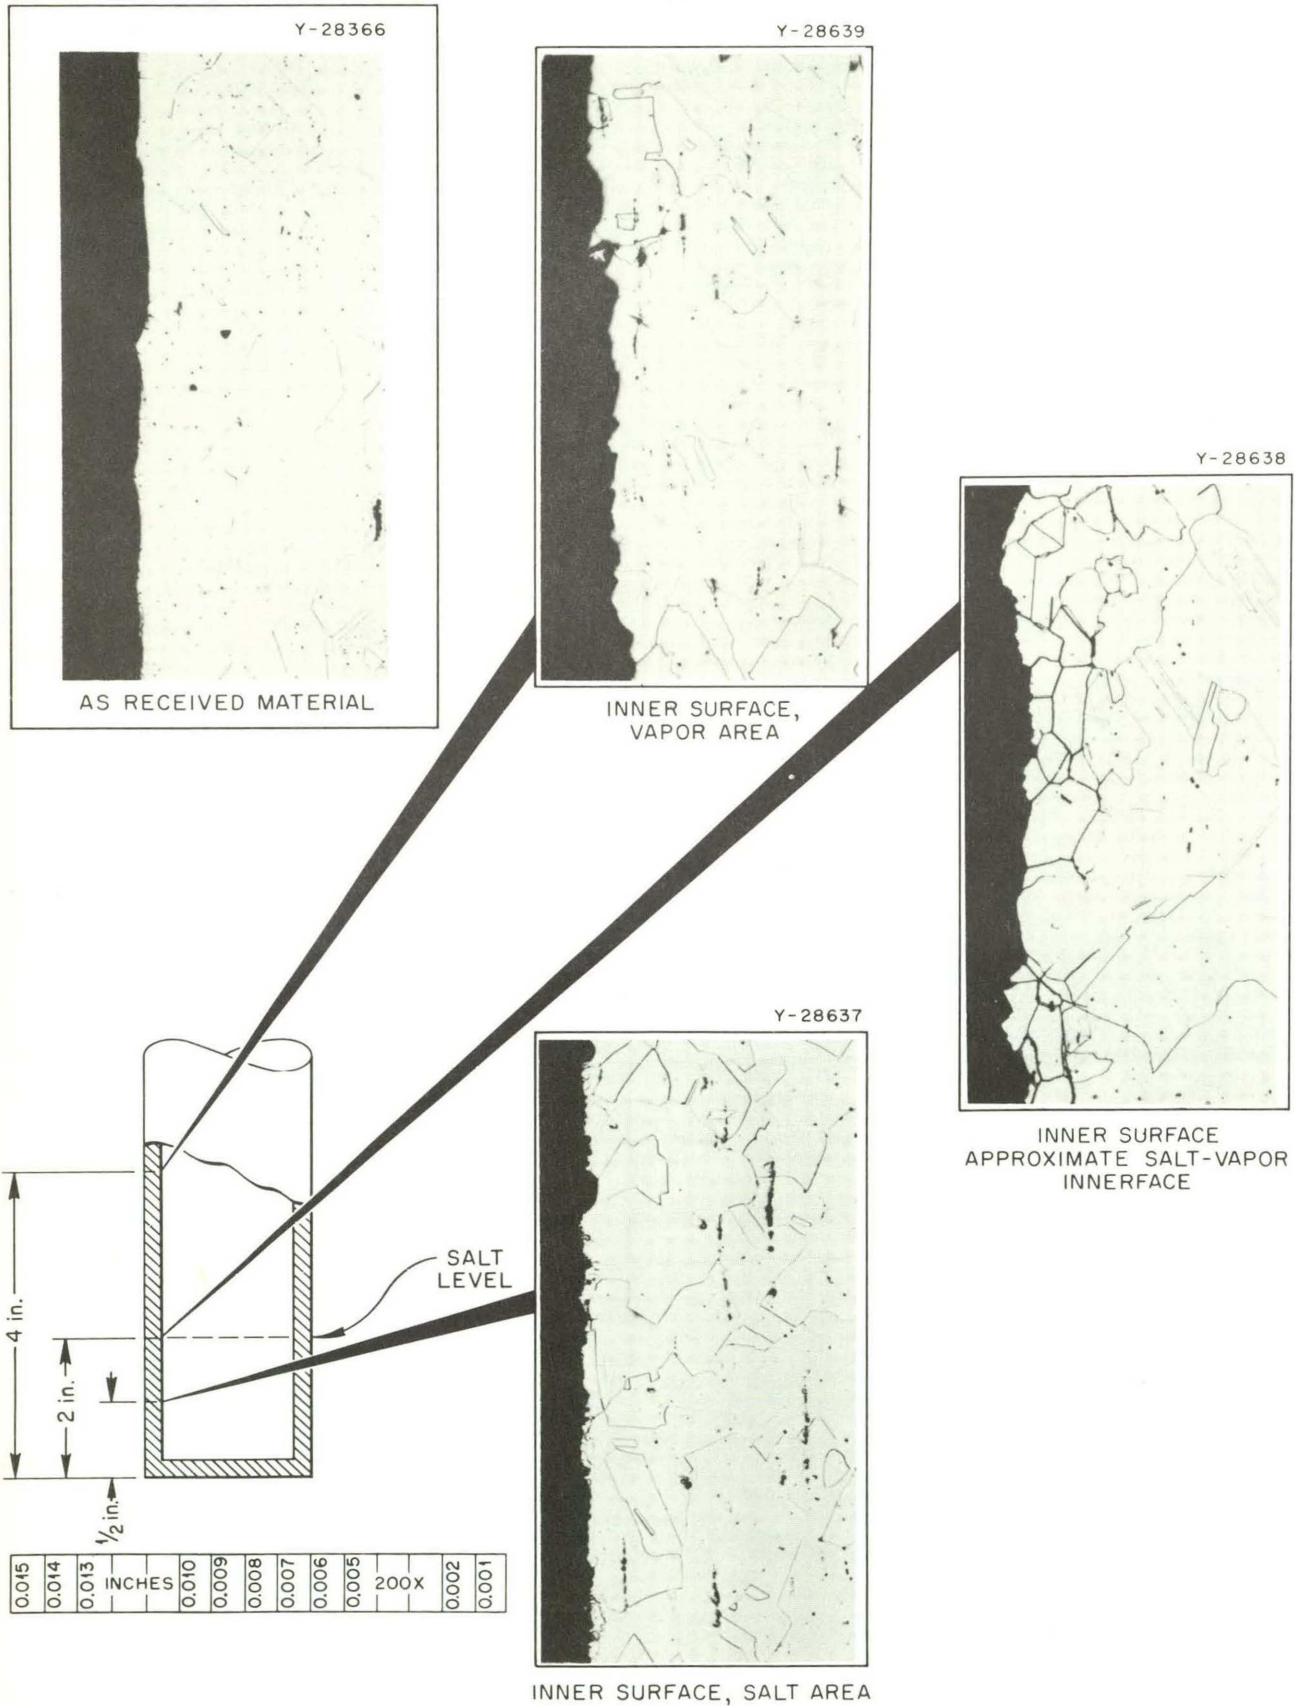 Y-28366
AS RECEIVED MATERIAL
Y-28639
INNER SURFACE,
VAPOR AREA
Y-28638
INNER SURFACE
APPROXIMATE SALT-VAPOR
INNERFACE
Y-28637
INNER SURFACE, SALT AREA
SALT
LEVEL
4 in.
2 in.
1/2 in.
0.015 0.014 0.013 INCHES 0.010 0.009 0.008 0.007 0.006 0.005 200X 0.002 0.001